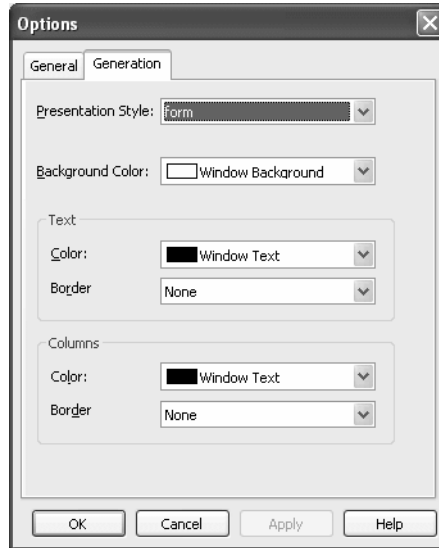 Options
General Generation
Presentation Style: form
Background Color: Window Background
Text
Color: Window Text
Border None
Columns
Color: Window Text
Border None
OK Cancel Apply Help